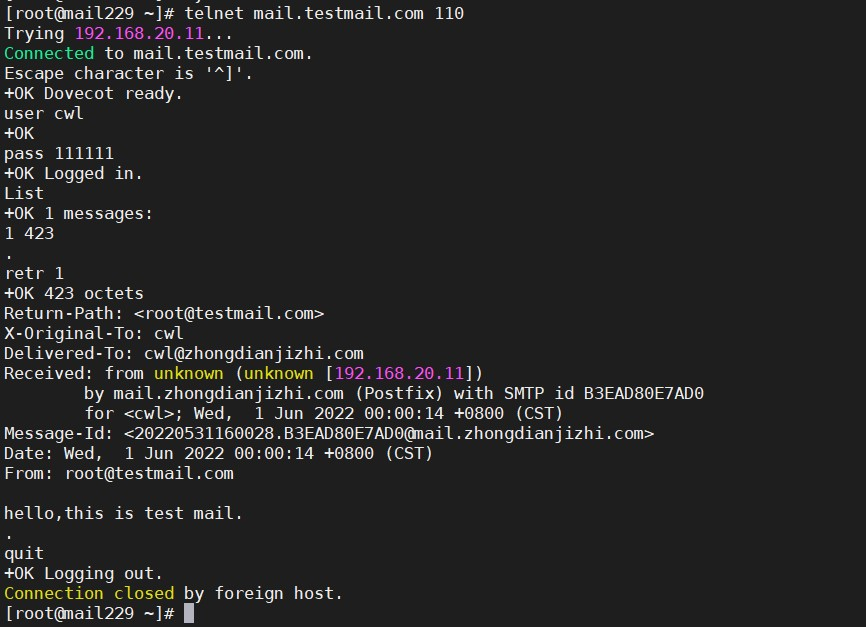 [root@mail229 ~]# telnet mail.testmail.com 110
Trying 192.168.20.11...
Connected to mail.testmail.com.
Escape character is '^]'.
+OK Dovecot ready.
user cwl
+OK
pass 111111
+OK Logged in.
List
+OK 1 messages:
1 423
.
retr 1
+OK 423 octets
Return-Path: <root@testmail.com>
X-Original-To: cwl
Delivered-To: cwl@zhongdianjizhi.com
Received: from unknown (unknown [192.168.20.11])
        by mail.zhongdianjizhi.com (Postfix) with SMTP id B3EAD80E7AD0
        for <cwl>; Wed,  1 Jun 2022 00:00:14 +0800 (CST)
Message-Id: <20220531160028.B3EAD80E7AD0@mail.zhongdianjizhi.com>
Date: Wed,  1 Jun 2022 00:00:14 +0800 (CST)
From: root@testmail.com

hello,this is test mail.
.
quit
+OK Logging out.
Connection closed by foreign host.
[root@mail229 ~]#